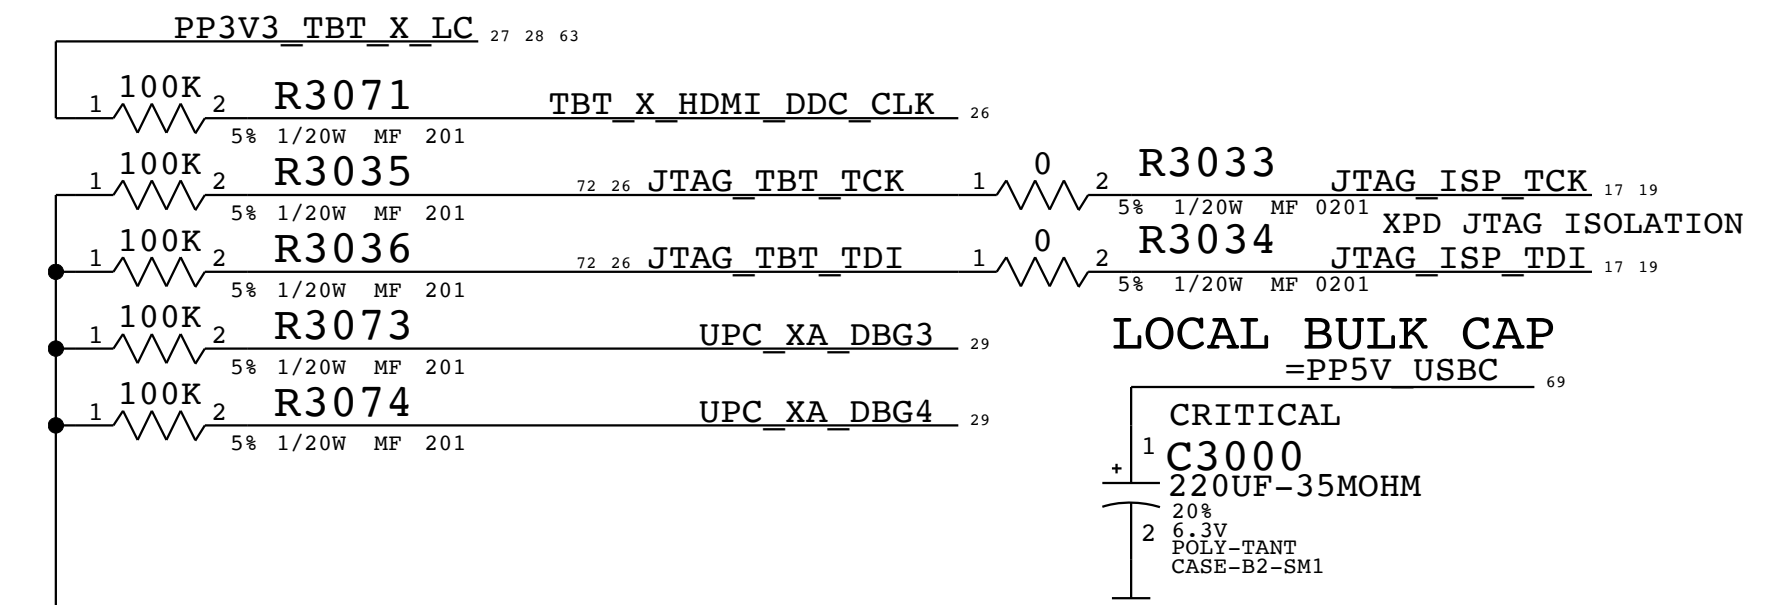 PP3V3_TBT_X_LC 27 28 63
1 100K 2 R3071 TBT_X_HDMI_DDC_CLK 26
5% 1/20W MF 201
1 100K 2 R3035 72 26 JTAG_TBT_TCK 1 0 2 R3033 JTAG_ISP_TCK 17 19
5% 1/20W MF 201 5% 1/20W MF 0201
XPD JTAG ISOLATION
1 100K 2 R3036 72 26 JTAG_TBT_TDI 1 0 2 R3034 JTAG_ISP_TDI 17 19
5% 1/20W MF 201 5% 1/20W MF 0201
1 100K 2 R3073 UPC_XA_DBG3 29
5% 1/20W MF 201
1 100K 2 R3074 UPC_XA_DBG4 29
5% 1/20W MF 201
LOCAL BULK CAP
=PP5V_USBC 69
CRITICAL
1 C3000
+
220UF-35MOHM
20%
2 6.3V
POLY-TANT
CASE-B2-SM1